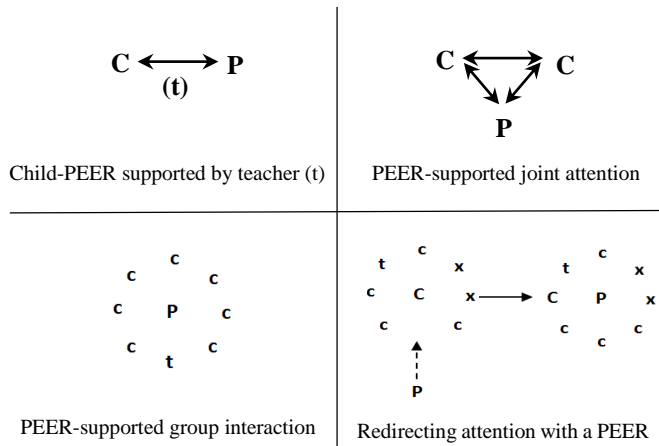 C P
(t)
Child-PEER supported by teacher (t)
C C
P
PEER-supported joint attention
c
c c
c P c
c c
t
PEER-supported group interaction
c c
t x t x
c C x C P x
c c c c
c
P
Redirecting attention with a PEER